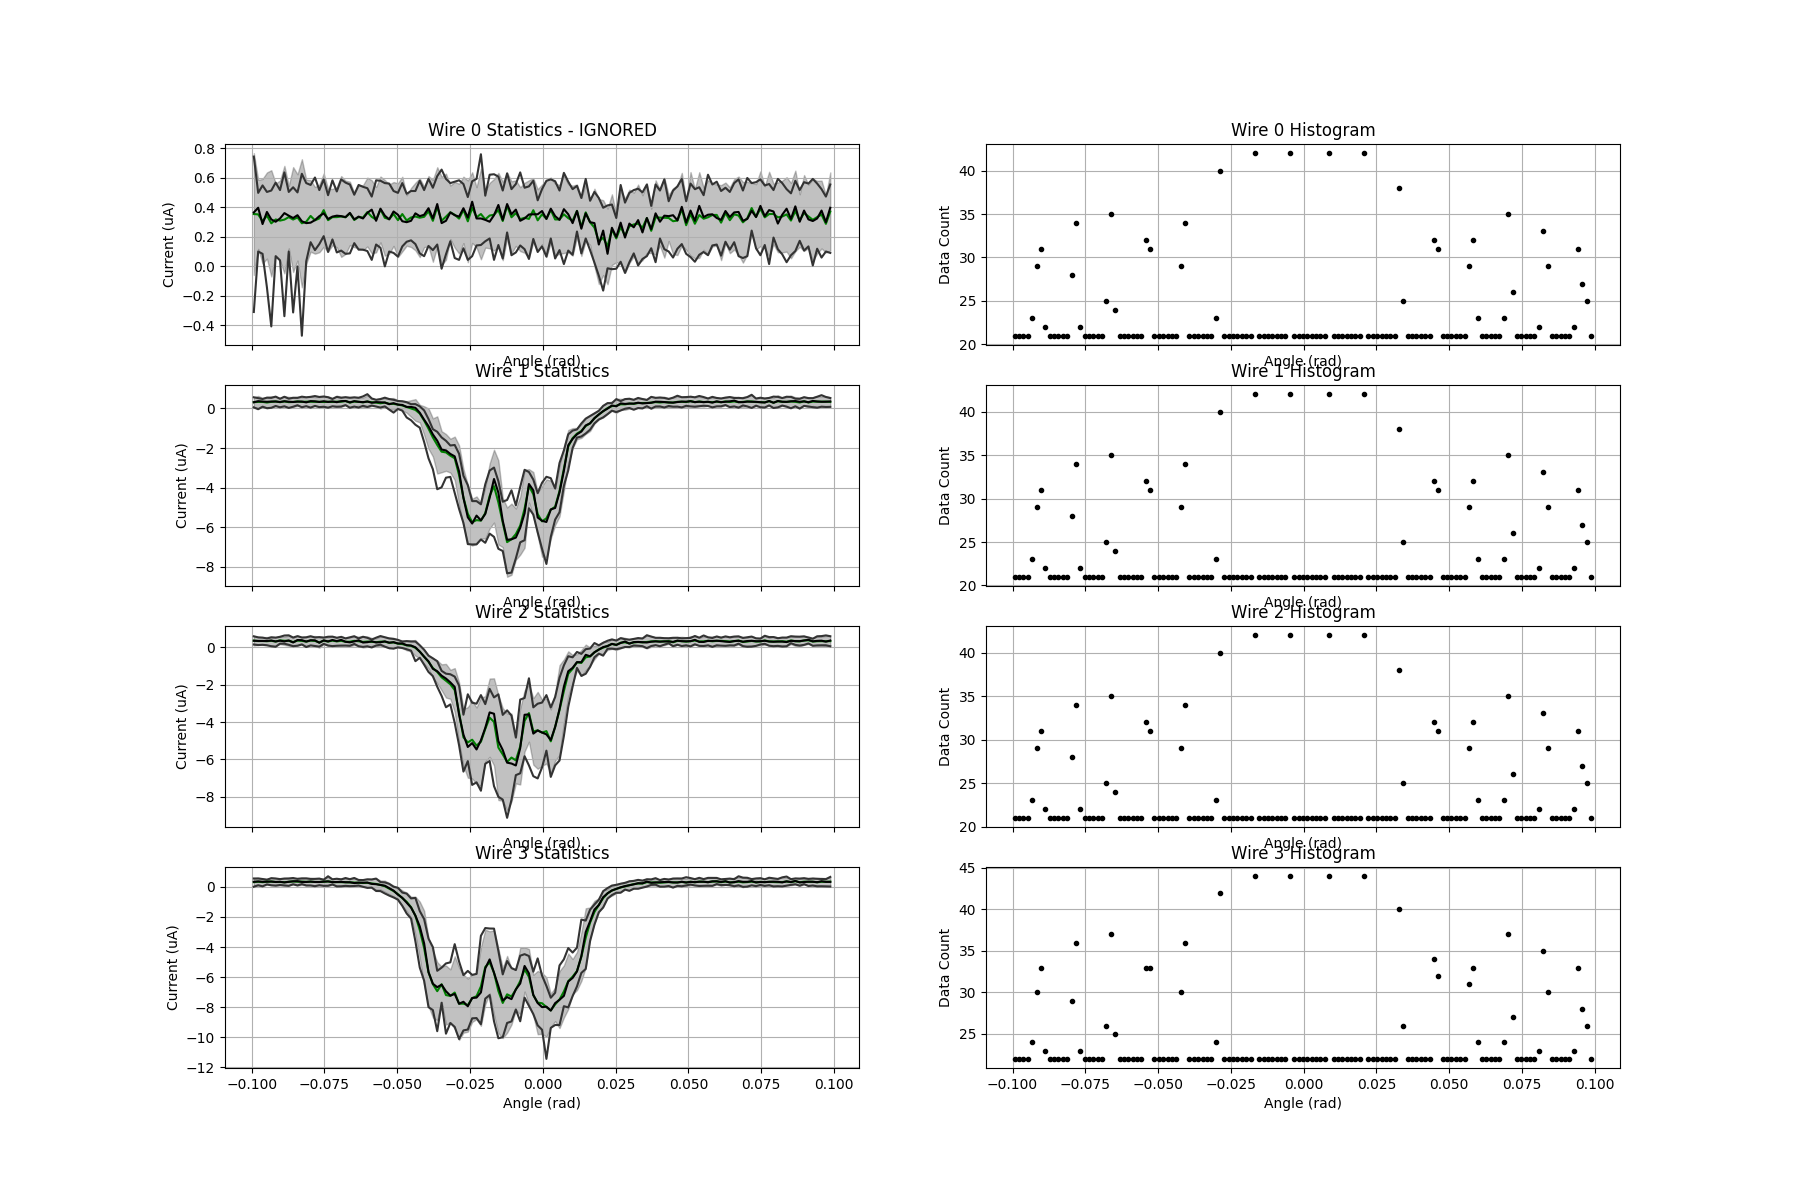 Wire 0 Statistics - IGNORED
Current (uA)
0.8
0.6
0.4
0.2
0.0
−0.2
−0.4
Angle (rad)
Wire 0 Histogram
Data Count
40
35
30
25
20
Angle (rad)
Wire 1 Statistics
Current (uA)
0
−2
−4
−6
−8
Angle (rad)
Wire 1 Histogram
Data Count
40
35
30
25
20
Angle (rad)
Wire 2 Statistics
Current (uA)
0
−2
−4
−6
−8
Angle (rad)
Wire 2 Histogram
Data Count
40
35
30
25
20
Angle (rad)
Wire 3 Statistics
Current (uA)
0
−2
−4
−6
−8
−10
−12
−0.100 −0.075 −0.050 −0.025 0.000 0.025 0.050 0.075 0.100
Angle (rad)
Wire 3 Histogram
Data Count
45
40
35
30
25
−0.100 −0.075 −0.050 −0.025 0.000 0.025 0.050 0.075 0.100
Angle (rad)